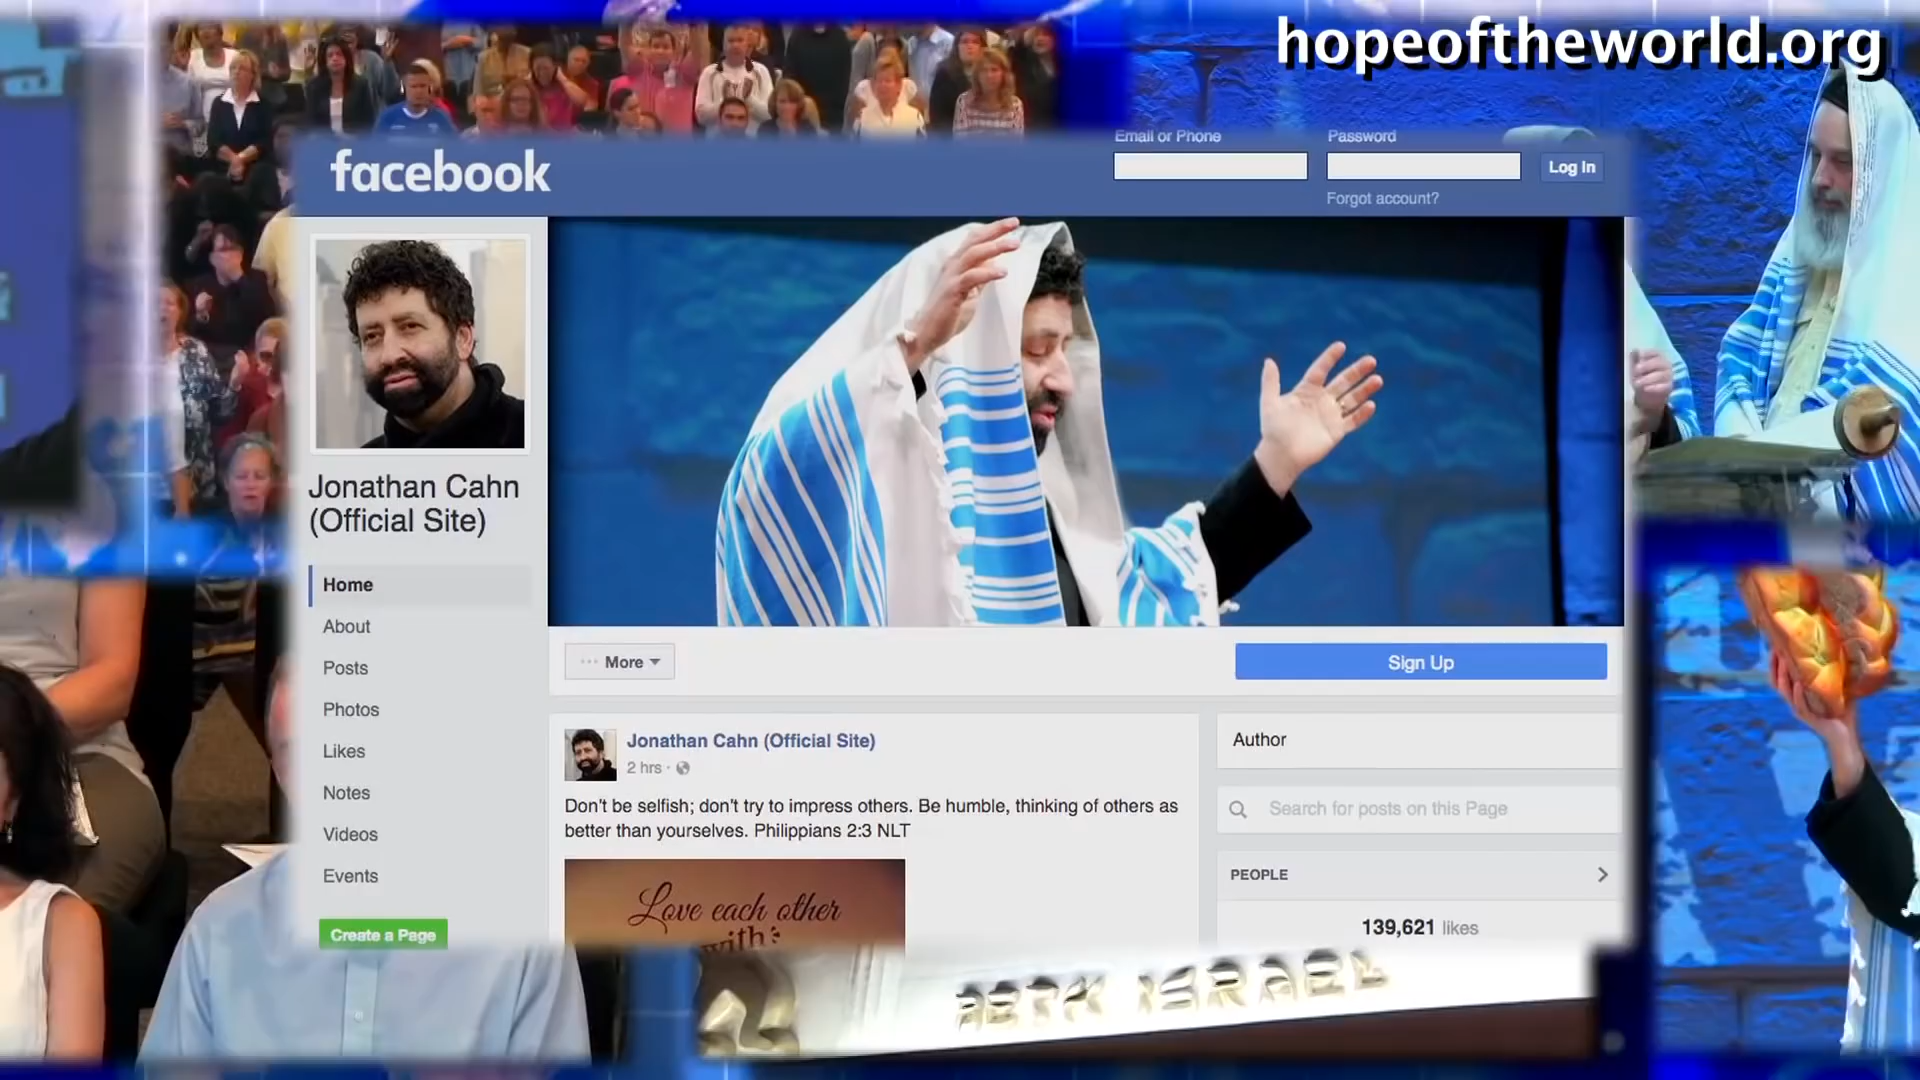 hopeoftheworld.org
facebook
Email or Phone
Password
Log In
Forgot account?
Jonathan Cahn
(Official Site)
Home
About
Posts
Photos
Likes
Notes
Videos
Events
Create a Page
More
Sign Up
Jonathan Cahn (Official Site)
2 hrs ·
Don't be selfish; don't try to impress others. Be humble, thinking of others as
better than yourselves. Philippians 2:3 NLT
Love each other
with
Author
Search for posts on this Page
PEOPLE
139,621 likes
BETH ISRAEL